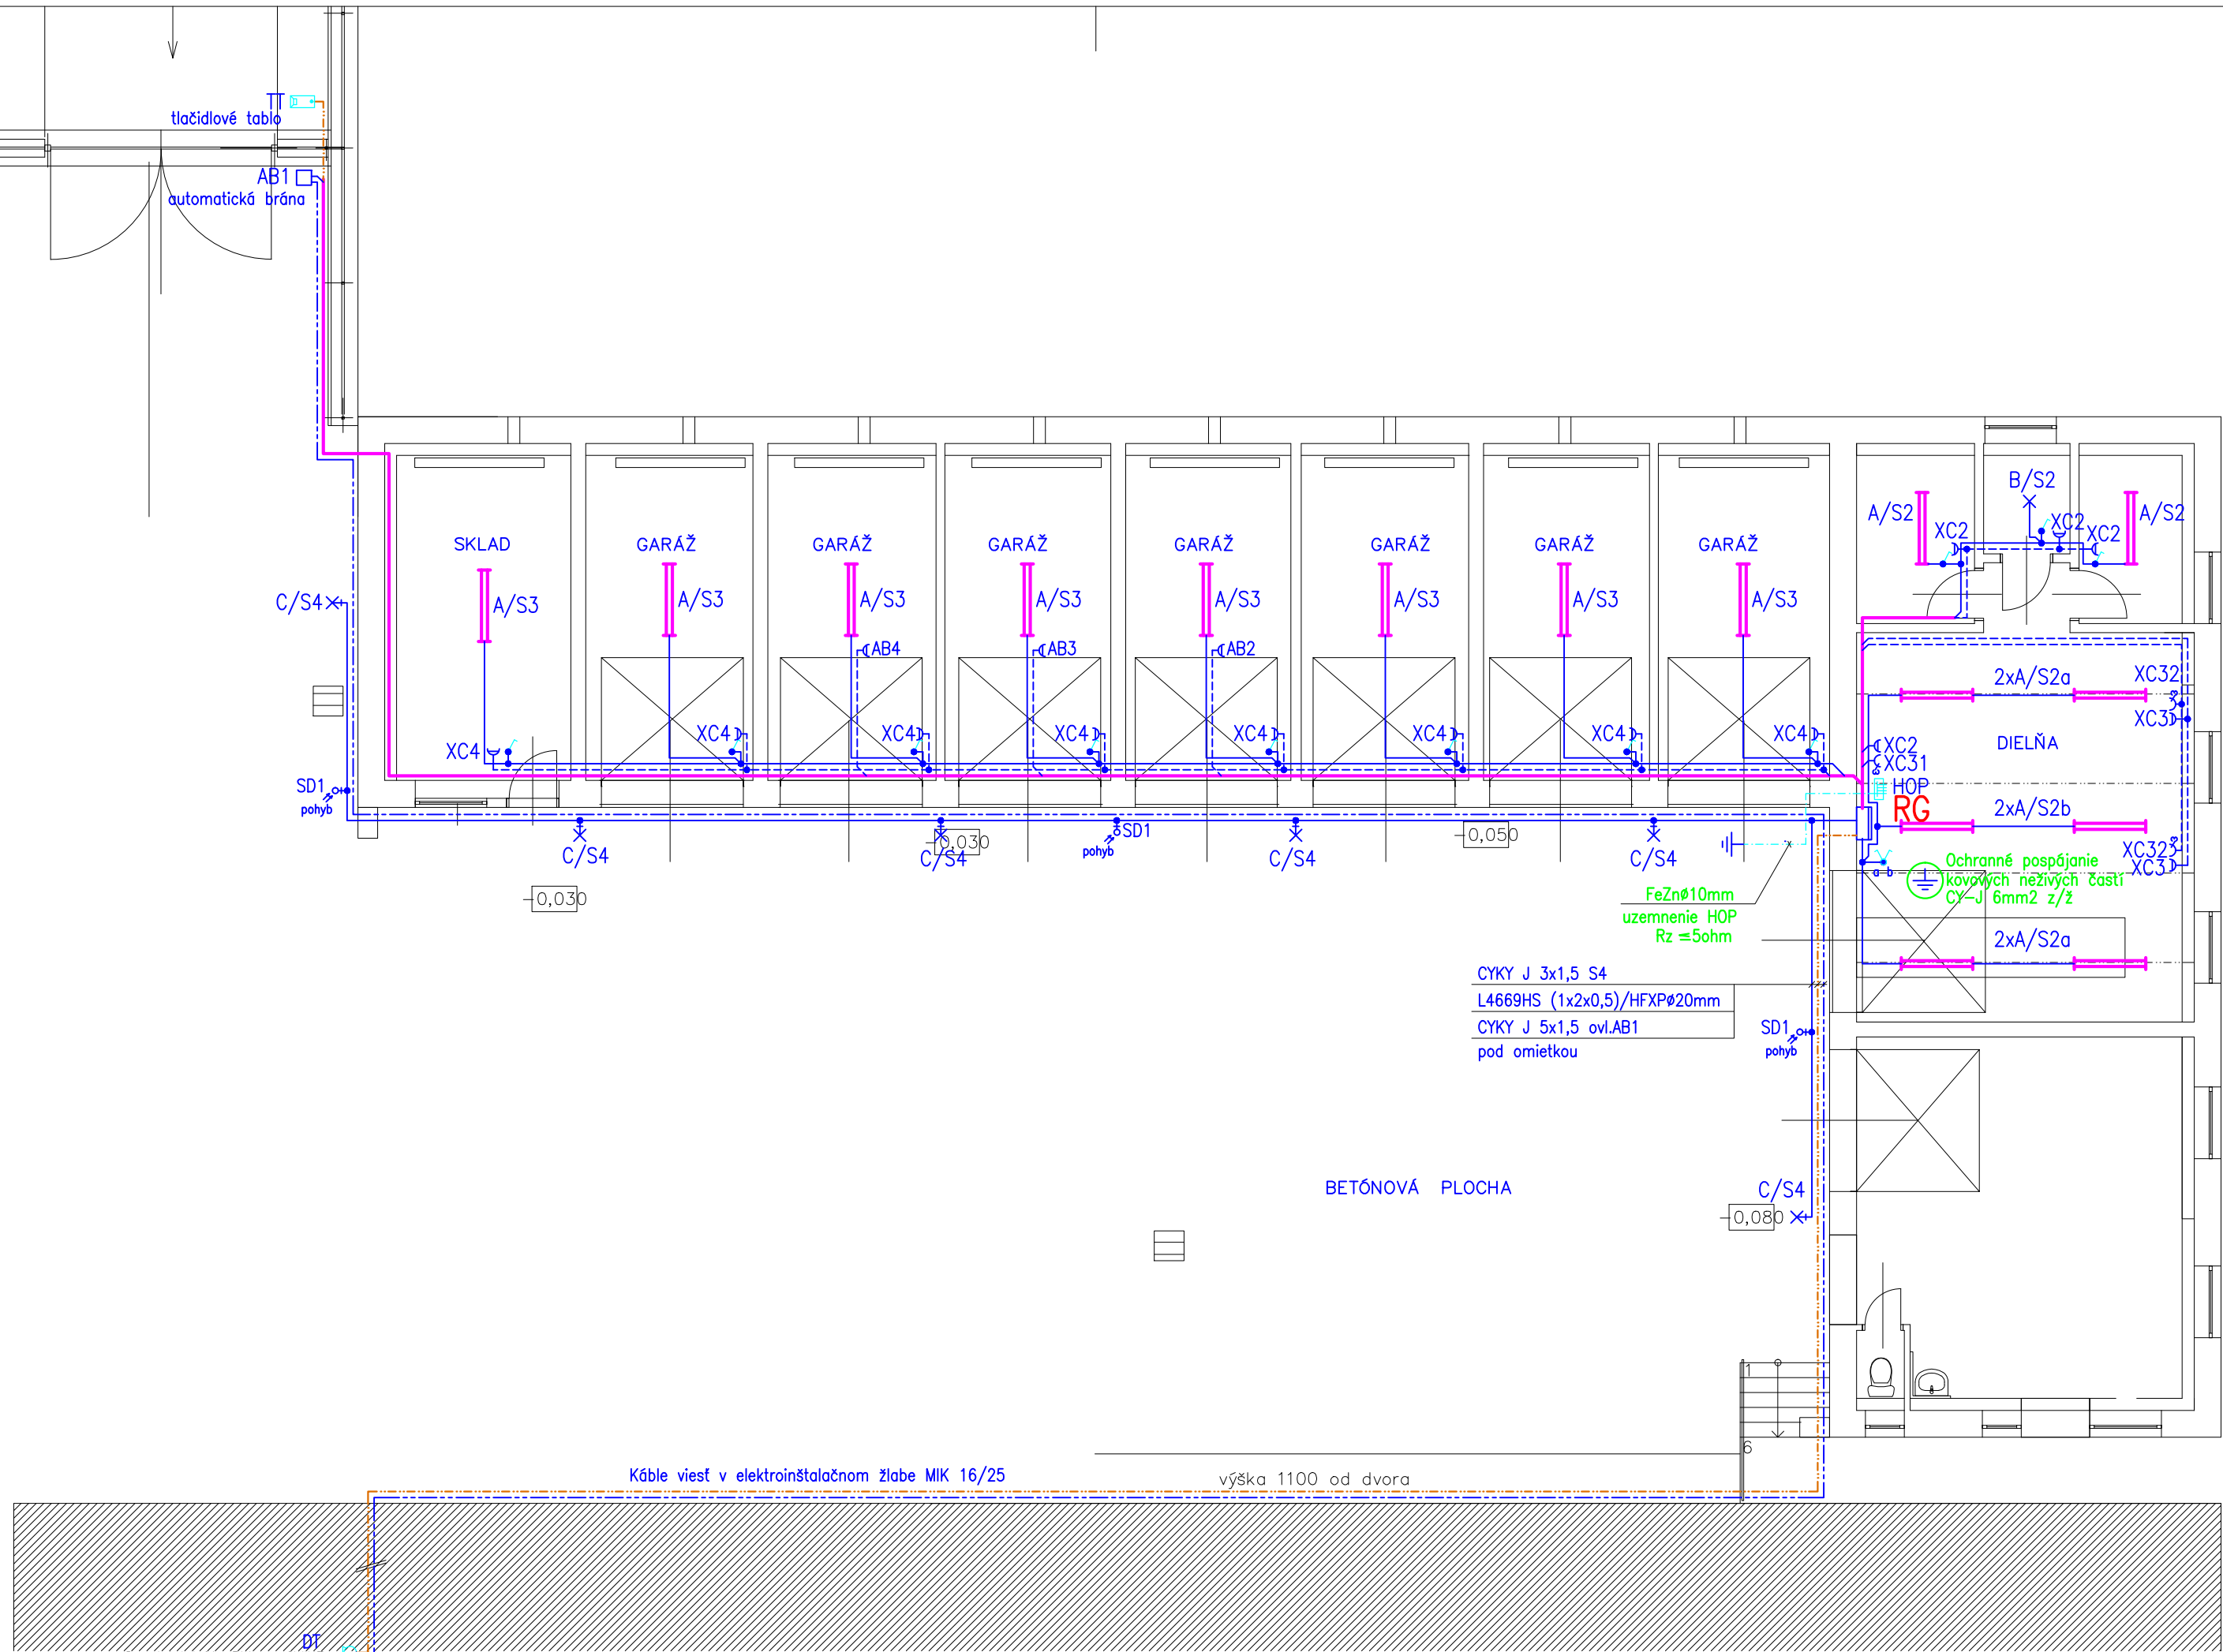 TT
tlačidlové tablo
AB1
automatická brána
B/S2
A/S2
XC2
XC2
XC2
A/S2
SKLAD
GARÁŽ
GARÁŽ
GARÁŽ
GARÁŽ
GARÁŽ
GARÁŽ
GARÁŽ
C/S4
A/S3
A/S3
A/S3
A/S3
A/S3
A/S3
A/S3
A/S3
AB4
AB3
AB2
2xA/S2a
XC32
XC3
XC4
XC4
XC4
XC4
XC4
XC4
XC4
XC4
XC2
DIELŇA
XC31
SD1
pohyb
HOP
RG
2xA/S2b
C/S4
-0,030
C/S4
SD1
pohyb
C/S4
-0,050
C/S4
XC32
XC3
a b
Ochranné pospájanie
kovových neživých častí
CY-J 6mm2 z/ž
-0,030
FeZnø10mm
uzemnenie HOP
Rz ≤5ohm
2xA/S2a
CYKY J 3x1,5 S4
L4669HS (1x2x0,5)/HFXPø20mm
CYKY J 5x1,5 ovl.AB1
pod omietkou
SD1
pohyb
BETÓNOVÁ PLOCHA
C/S4
-0,080
1
6
Káble viesť v elektroinštalačnom žlabe MIK 16/25
výška 1100 od dvora
DT